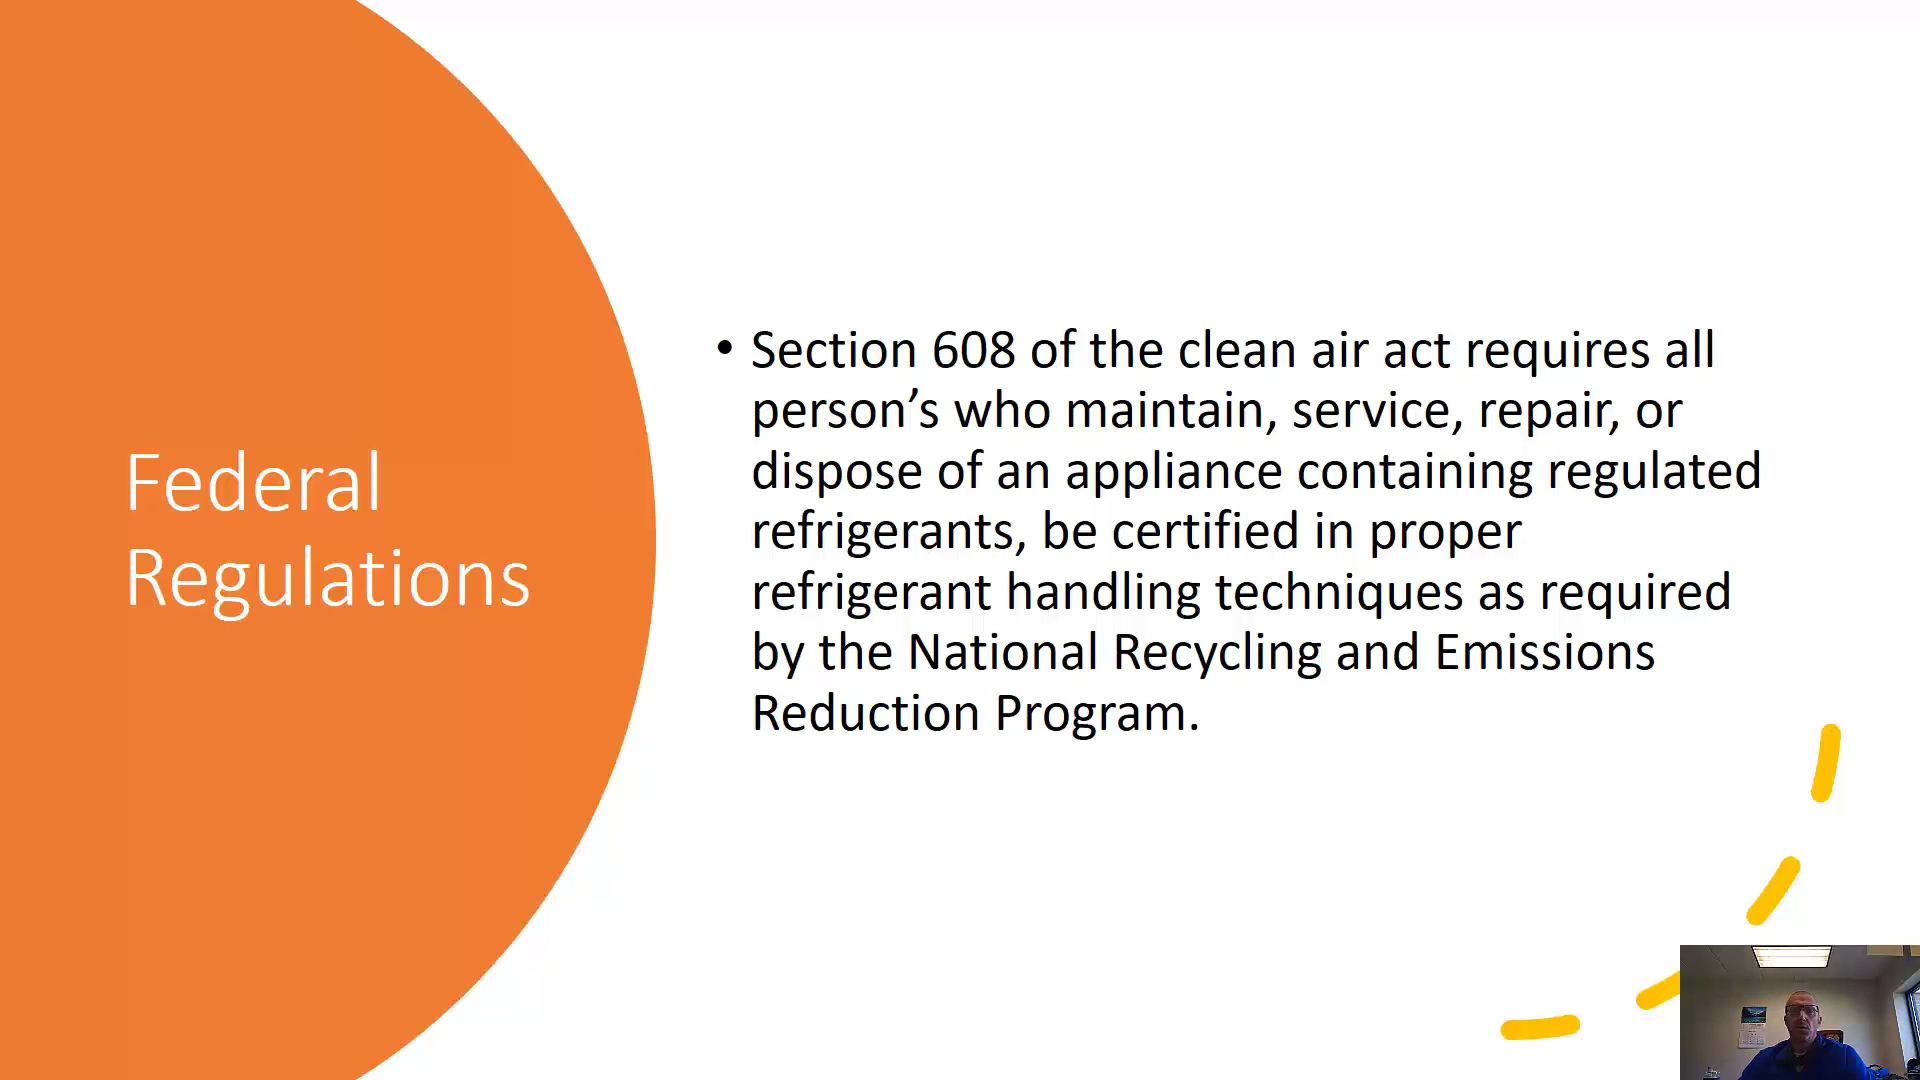 Federal
Regulations
• Section 608 of the clean air act requires all
person’s who maintain, service, repair, or
dispose of an appliance containing regulated
refrigerants, be certified in proper
refrigerant handling techniques as required
by the National Recycling and Emissions
Reduction Program.